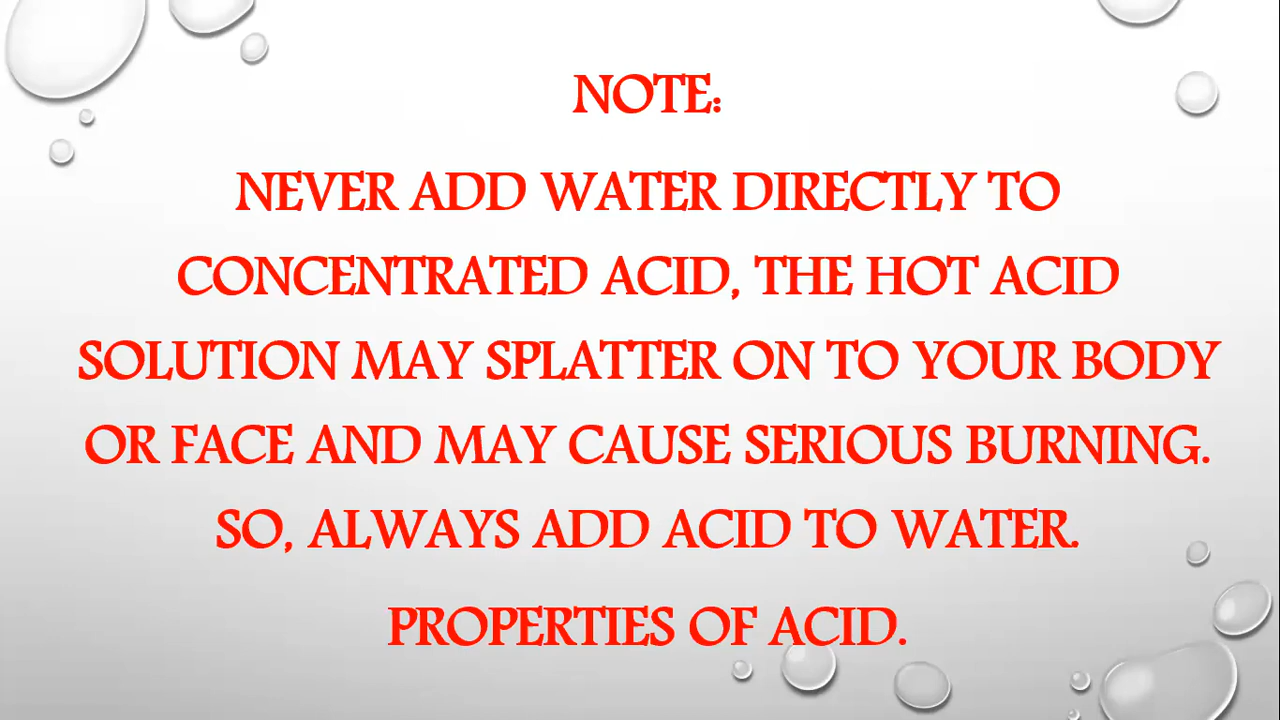 NOTE:
NEVER ADD WATER DIRECTLY TO
CONCENTRATED ACID, THE HOT ACID
SOLUTION MAY SPLATTER ON TO YOUR BODY
OR FACE AND MAY CAUSE SERIOUS BURNING.
SO, ALWAYS ADD ACID TO WATER.
PROPERTIES OF ACID.